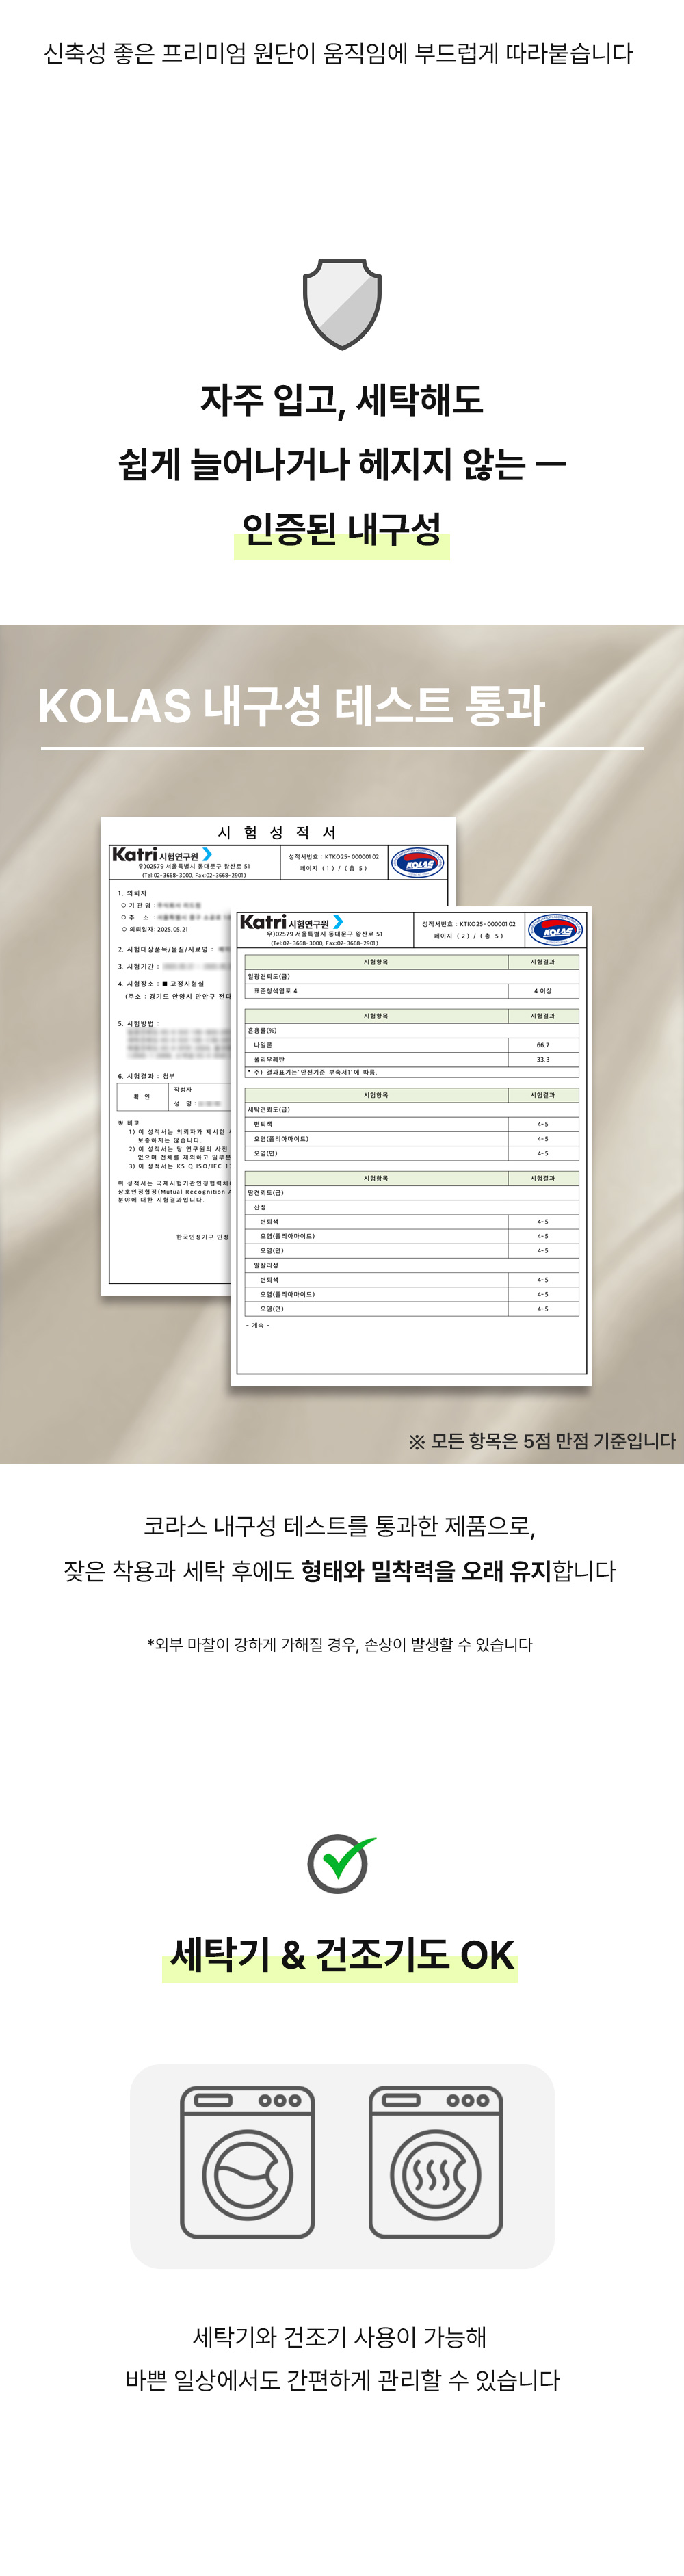 신축성 좋은 프리미엄 원단이 움직임에 부드럽게 따라붙습니다
자주 입고, 세탁해도
쉽게 늘어나거나 헤지지 않는 —
인증된 내구성
KOLAS 내구성 테스트 통과
시 험 성 적 서
Katri 시험연구원
우)02579 서울특별시 동대문구 왕산로 51
(Tel:02-3668-3000, Fax:02-3668-2901)
성적서번호 : KTKO25-00000102
페이지 ( 1 ) / ( 총 5 )
KOLAS
1. 의뢰자
○ 기 관 명 :
○ 주 소 :
○ 의뢰일자: 2025.05.21
2. 시험대상품목/물질/시료명 :
3. 시험기간 :
4. 시험장소 : ■ 고정시험실
(주소 : 경기도 안양시 만안구 전파
5. 시험방법 :
6. 시험결과 : 첨부
확 인
작성자
성 명 :
※ 비고
1) 이 성적서는 의뢰자가 제시한
보증하지는 않습니다.
2) 이 성적서는 당 연구원의 사전
없으며 전체를 제외하고 일부분
3) 이 성적서는 KS Q ISO/IEC
위 성적서는 국제시험기관인정협력체
상호인정협정(Mutual Recognition
분야에 대한 시험결과입니다.
한국인정기구 인정
Katri 시험연구원
우)02579 서울특별시 동대문구 왕산로 51
(Tel:02-3668-3000, Fax:02-3668-2901)
성적서번호 : KTKO25-00000102
페이지 ( 2 ) / ( 총 5 )
KOLAS
시험항목 시험결과
일광견뢰도(급)
표준청색염포 4 4 이상
시험항목 시험결과
혼용률(%)
나일론 66.7
폴리우레탄 33.3
* 주) 결과표기는'안전기준 부속서1'에 따름.
시험항목 시험결과
세탁견뢰도(급)
변퇴색 4-5
오염(폴리아마이드) 4-5
오염(면) 4-5
시험항목 시험결과
땀견뢰도(급)
산성
변퇴색 4-5
오염(폴리아마이드) 4-5
오염(면) 4-5
알칼리성
변퇴색 4-5
오염(폴리아마이드) 4-5
오염(면) 4-5
- 계속 -
※ 모든 항목은 5점 만점 기준입니다
코라스 내구성 테스트를 통과한 제품으로,
잦은 착용과 세탁 후에도 형태와 밀착력을 오래 유지합니다
*외부 마찰이 강하게 가해질 경우, 손상이 발생할 수 있습니다
세탁기 & 건조기도 OK
세탁기와 건조기 사용이 가능해
바쁜 일상에서도 간편하게 관리할 수 있습니다